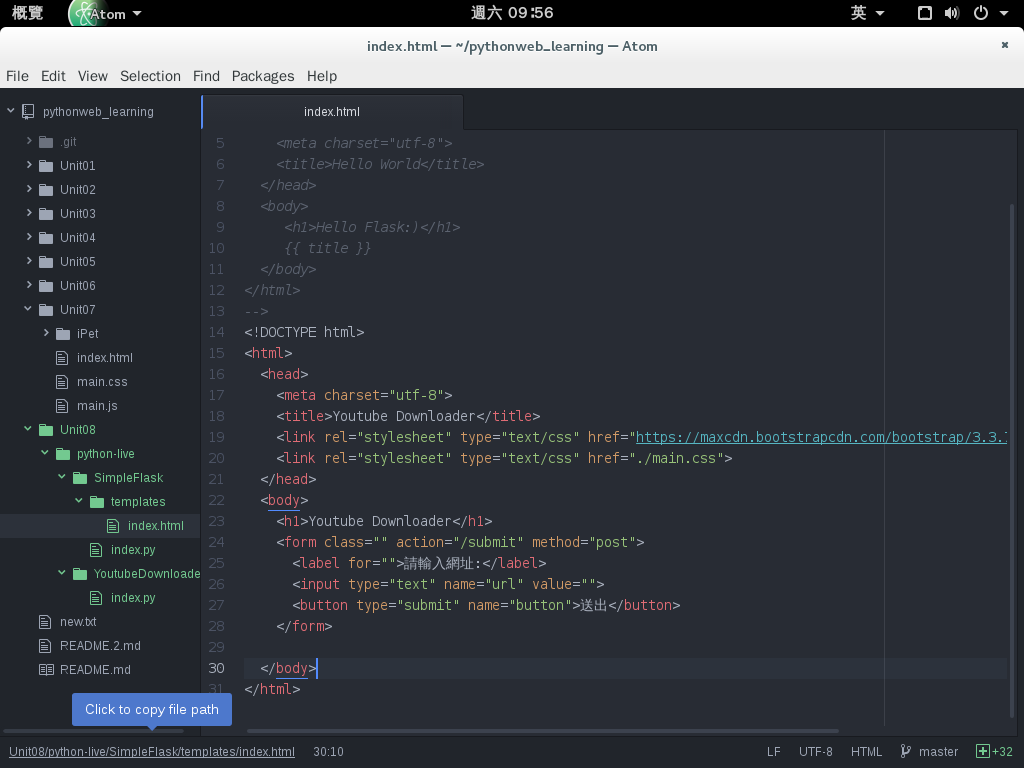 概覽 Atom 週六 09:56 英
index.html — ~/pythonweb_learning — Atom
File Edit View Selection Find Packages Help
pythonweb_learning
.git
Unit01
Unit02
Unit03
Unit04
Unit05
Unit06
Unit07
iPet
index.html
main.css
main.js
Unit08
python-live
SimpleFlask
templates
index.html
index.py
YoutubeDownloade
index.py
new.txt
README.2.md
README.md
index.html
5 <meta charset="utf-8">
6 <title>Hello World</title>
7 </head>
8 <body>
9 <h1>Hello Flask:)</h1>
10 {{ title }}
11 </body>
12 </html>
13 -->
14 <!DOCTYPE html>
15 <html>
16 <head>
17 <meta charset="utf-8">
18 <title>Youtube Downloader</title>
19 <link rel="stylesheet" type="text/css" href="https://maxcdn.bootstrapcdn.com/bootstrap/3.3.7
20 <link rel="stylesheet" type="text/css" href="./main.css">
21 </head>
22 <body>
23 <h1>Youtube Downloader</h1>
24 <form class="" action="/submit" method="post">
25 <label for="">請輸入網址:</label>
26 <input type="text" name="url" value="">
27 <button type="submit" name="button">送出</button>
28 </form>
29
30 </body>
31 </html>
Click to copy file path
Unit08/python-live/SimpleFlask/templates/index.html 30:10 LF UTF-8 HTML master +32